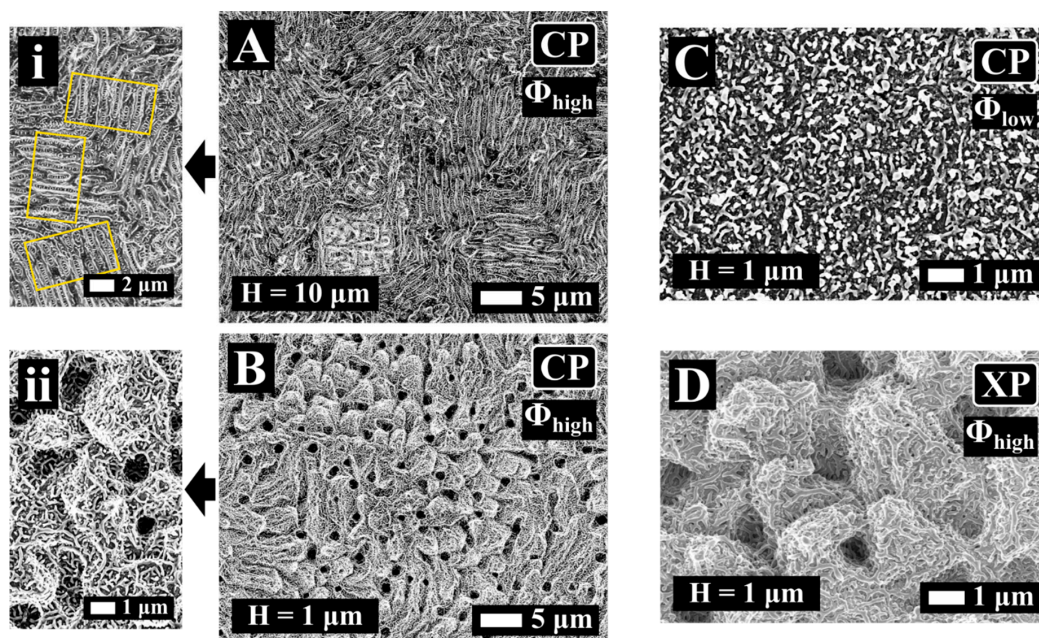 i
2 μm
A
CP
Φhigh
H = 10 μm
5 μm
C
CP
Φlow
H = 1 μm
1 μm
ii
1 μm
B
CP
Φhigh
H = 1 μm
5 μm
D
XP
Φhigh
H = 1 μm
1 μm